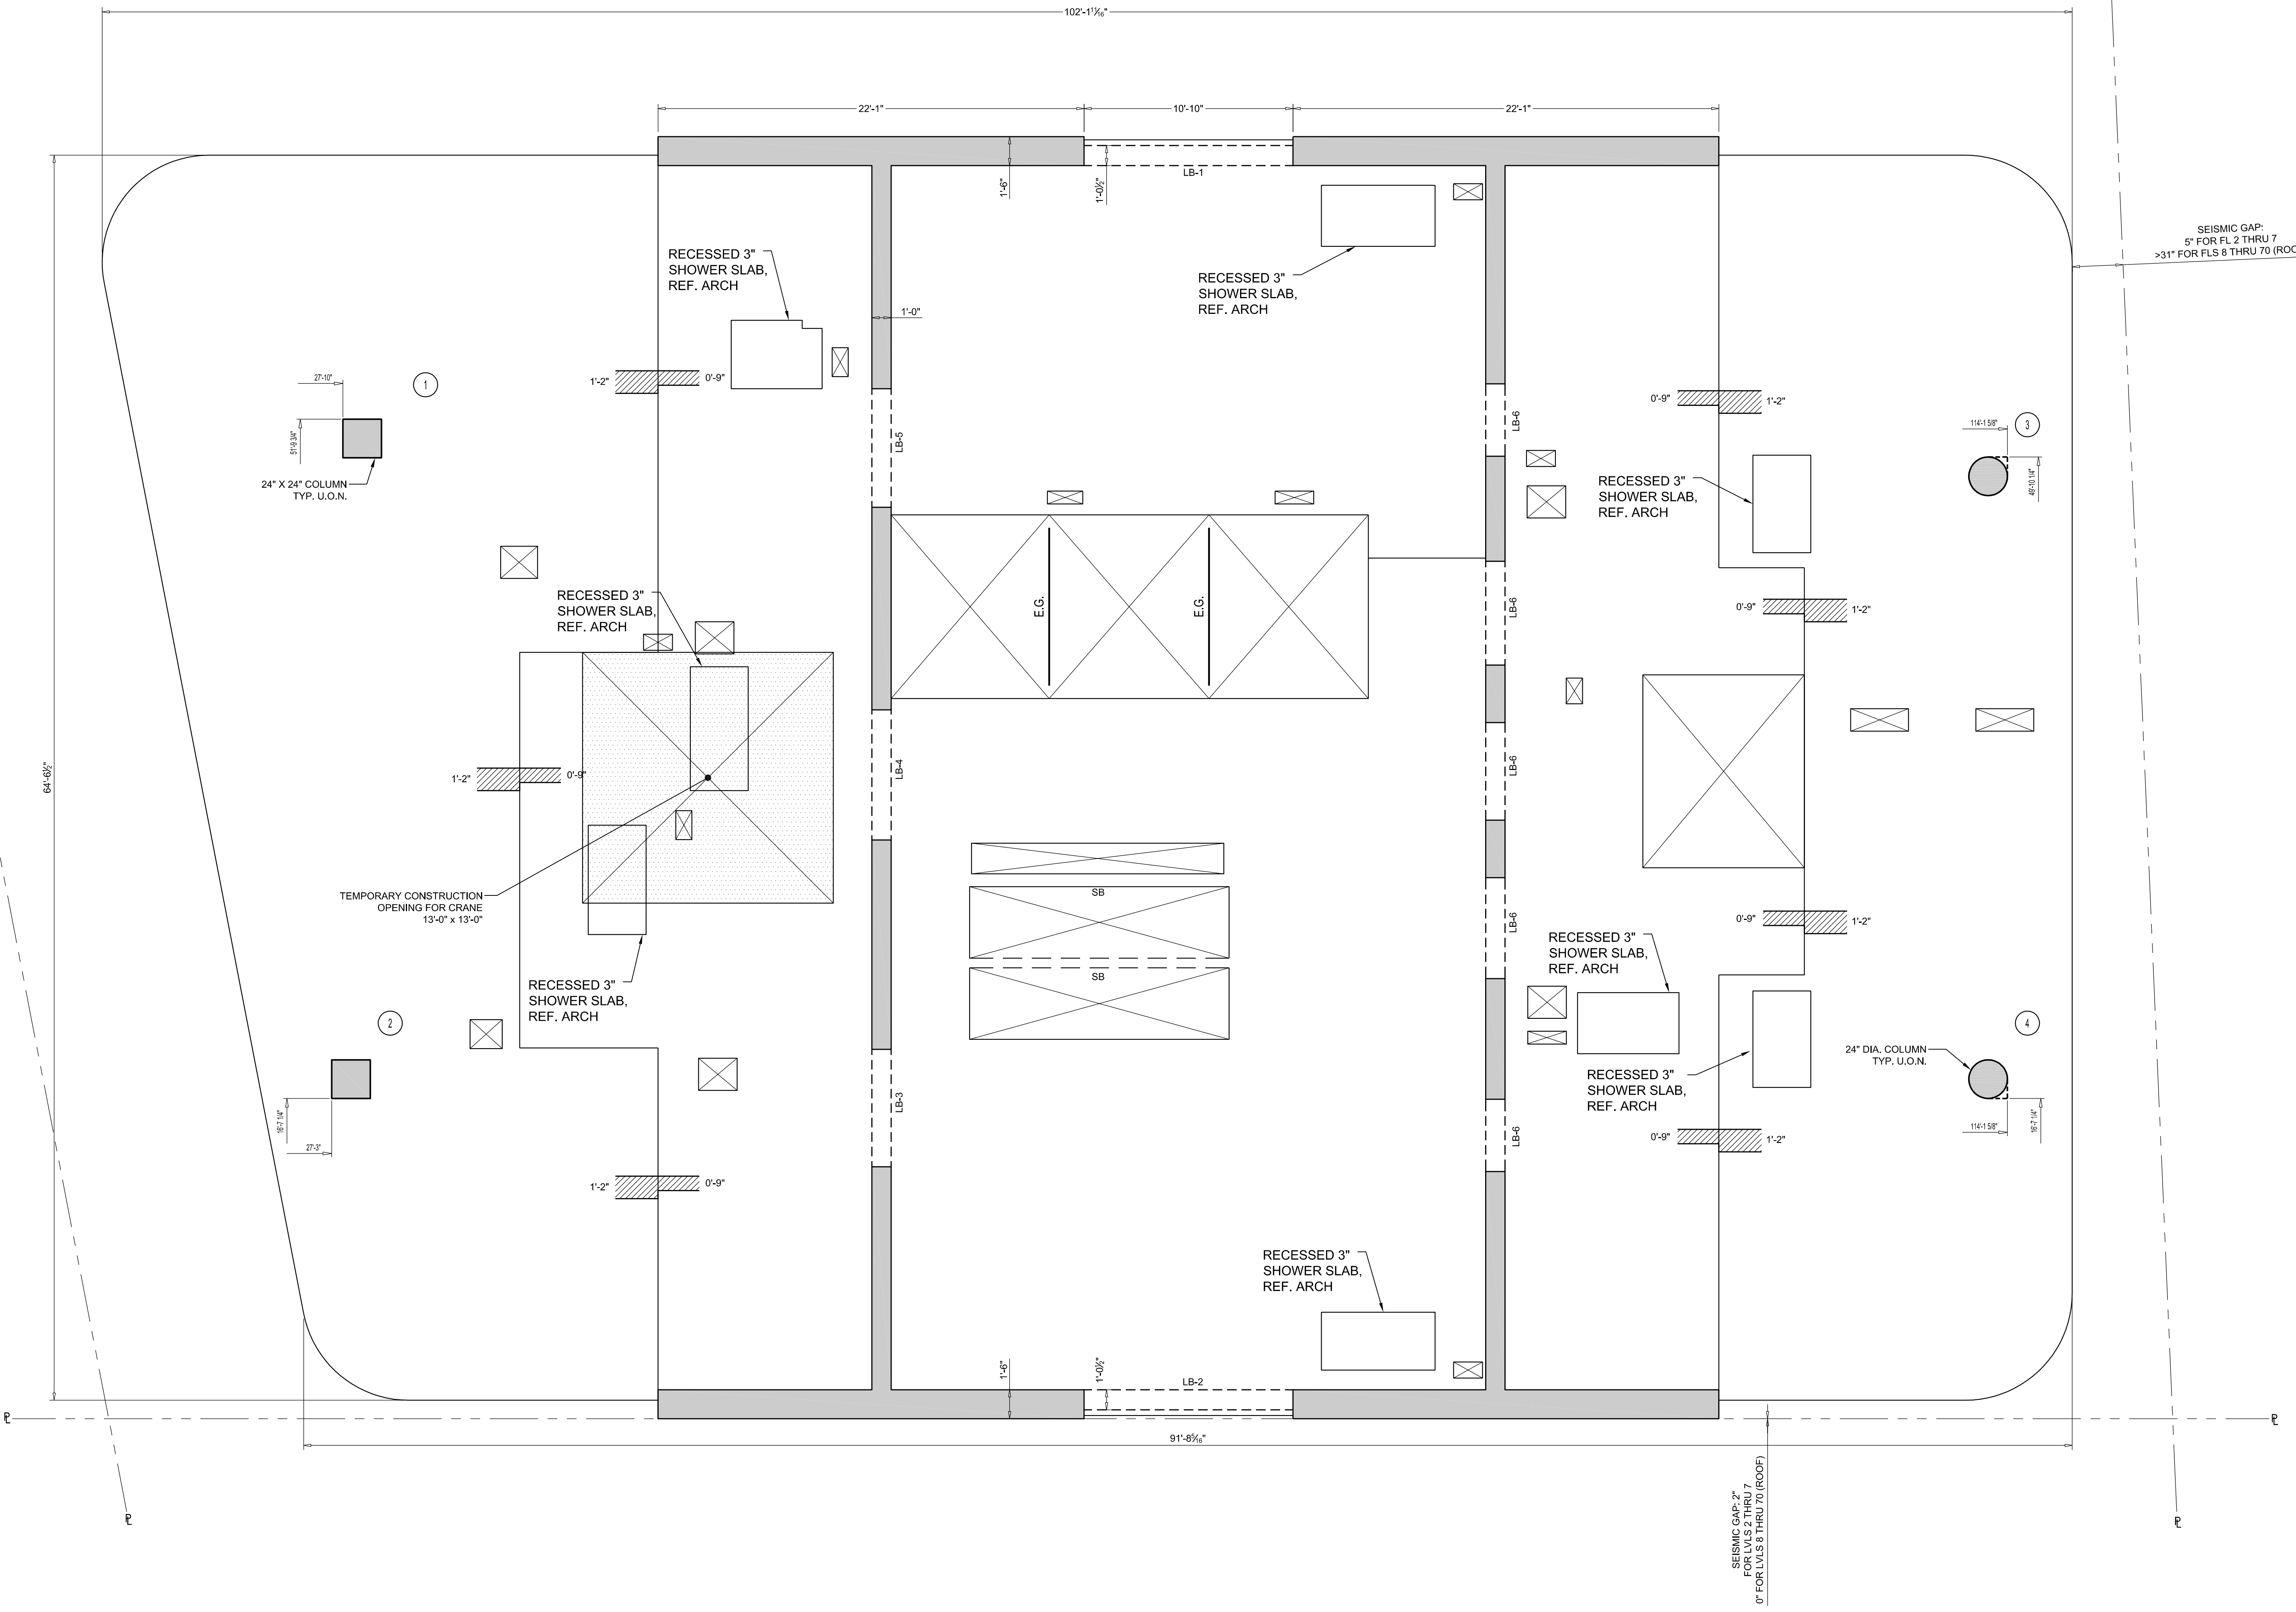 102'-1 11/16"
22'-1"
10'-10"
22'-1"
1'-6"
1'-0½"
LB-1
SEISMIC GAP:
5" FOR FL 2 THRU 7
>31" FOR FLS 8 THRU 70
RECESSED 3"
SHOWER SLAB,
REF. ARCH
RECESSED 3"
SHOWER SLAB,
REF. ARCH
1'-0"
1'-2"
0'-9"
27'-10"
1
51'-9 3/4"
24" X 24" COLUMN
TYP. U.O.N.
LB-5
LB-6
0'-9"
1'-2"
3
114'-1 5/8"
49'-10 1/4"
RECESSED 3"
SHOWER SLAB,
REF. ARCH
RECESSED 3"
SHOWER SLAB,
REF. ARCH
E.G.
E.G.
LB-6
0'-9"
1'-2"
64'-6½"
1'-2"
0'-9"
LB-4
LB-6
TEMPORARY CONSTRUCTION
OPENING FOR CRANE
13'-0" x 13'-0"
SB
SB
LB-6
0'-9"
1'-2"
RECESSED 3"
SHOWER SLAB,
REF. ARCH
RECESSED 3"
SHOWER SLAB,
REF. ARCH
2
4
24" DIA. COLUMN
TYP. U.O.N.
RECESSED 3"
SHOWER SLAB,
REF. ARCH
16'-7 1/4"
27'-3"
LB-3
LB-6
0'-9"
1'-2"
114'-1 5/8"
16'-7 1/4"
1'-2"
0'-9"
RECESSED 3"
SHOWER SLAB,
REF. ARCH
1'-6"
1'-0½"
LB-2
PL
PL
91'-8 5/16"
SEISMIC GAP: 2"
FOR LVLS 2 THRU 7
0" FOR LVLS 8 THRU 70 (ROOF)
PL
PL